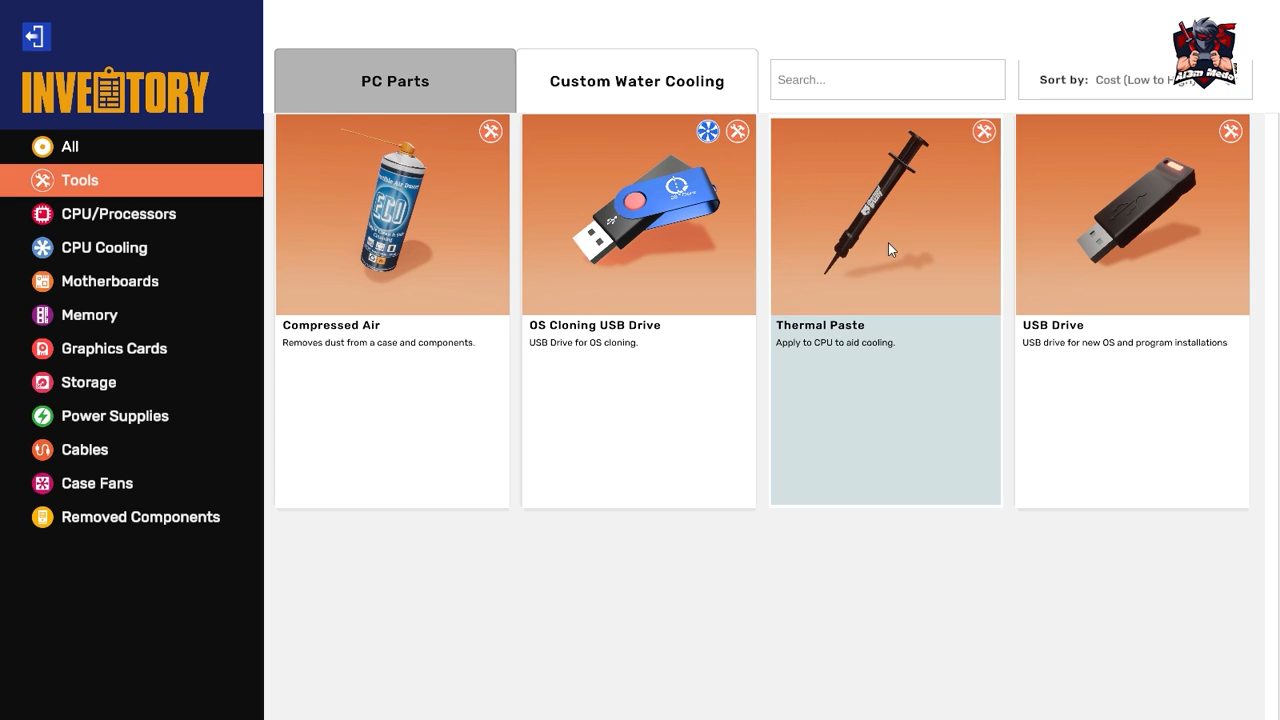 INVENTORY
All
Tools
CPU/Processors
CPU Cooling
Motherboards
Memory
Graphics Cards
Storage
Power Supplies
Cables
Case Fans
Removed Components
PC Parts
Custom Water Cooling
Search...
Sort by: Cost (Low to
ECO
Compressed Air
Removes dust from a case and components.
OS Cloning USB Drive
USB Drive for OS cloning.
Thermal Paste
Apply to CPU to aid cooling.
USB Drive
USB drive for new OS and program installations